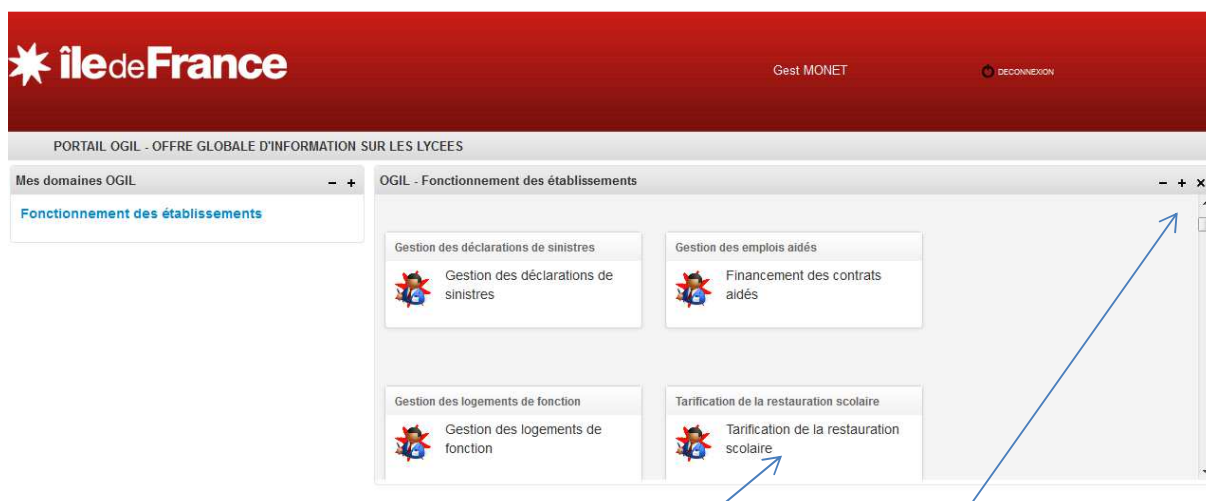 îledeFrance
Gest MONET
DECONNEXION
PORTAIL OGIL - OFFRE GLOBALE D'INFORMATION SUR LES LYCEES
Mes domaines OGIL - +
Fonctionnement des établissements
OGIL - Fonctionnement des établissements - + x
Gestion des déclarations de sinistres
Gestion des déclarations de
sinistres
Gestion des emplois aidés
Financement des contrats
aidés
Gestion des logements de fonction
Gestion des logements de
fonction
Tarification de la restauration scolaire
Tarification de la restauration
scolaire